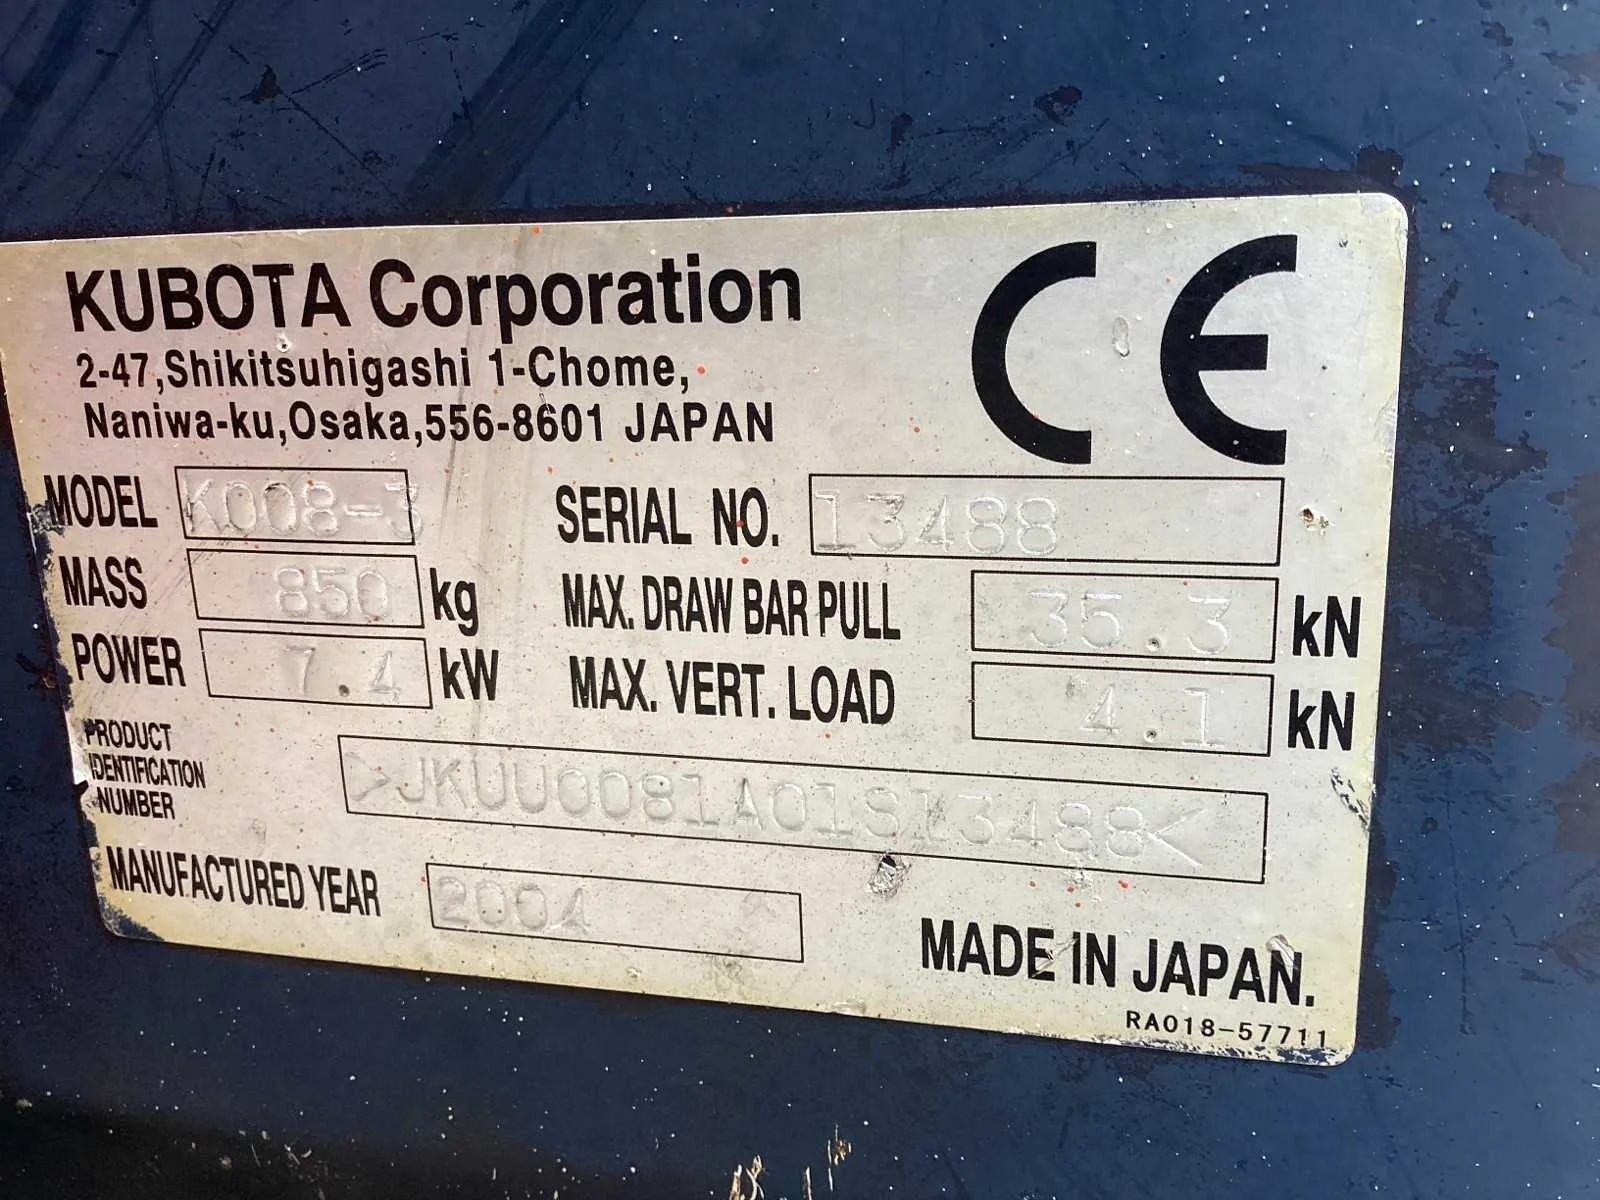 KUBOTA Corporation
CE
2-47,Shikitsuhigashi 1-Chome,
Naniwa-ku,Osaka,556-8601 JAPAN
MODEL K008-3 SERIAL NO. 13488
MASS 850 kg MAX. DRAW BAR PULL 35.3 kN
POWER 7.4 kW MAX. VERT. LOAD 4.1 kN
PRODUCT
IDENTIFICATION
NUMBER
>JKUU0081A01S13488<
MANUFACTURED YEAR 2004
MADE IN JAPAN.
RA018-57711